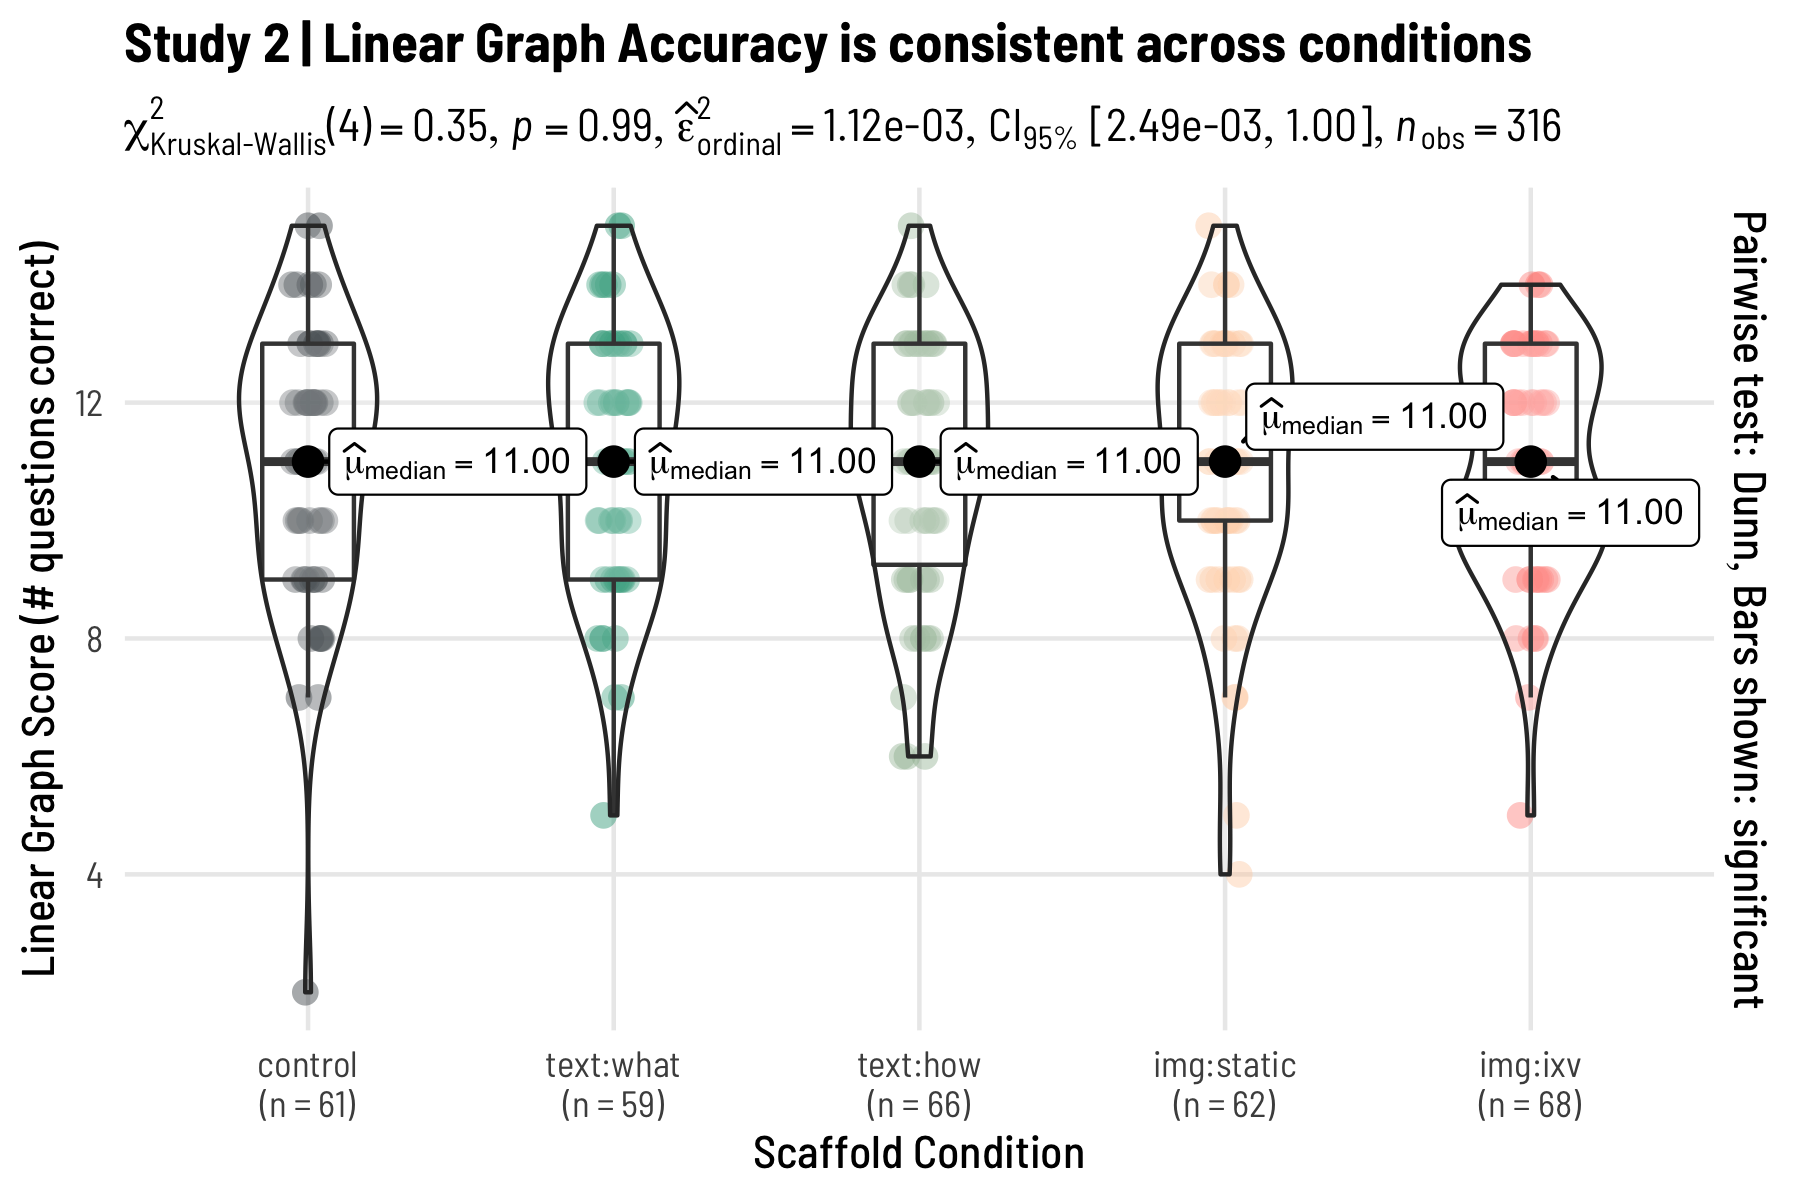 Study 2 | Linear Graph Accuracy is consistent across conditions
χ²Kruskal-Wallis(4) = 0.35, p = 0.99, ε̂²ordinal = 1.12e-03, CI95% [2.49e-03, 1.00], nobs = 316
Linear Graph Score (# questions correct)
12
8
4
μ̂median = 11.00
μ̂median = 11.00
μ̂median = 11.00
μ̂median = 11.00
μ̂median = 11.00
Pairwise test: Dunn, Bars shown: significant
control
(n = 61)
text:what
(n = 59)
text:how
(n = 66)
img:static
(n = 62)
img:ixv
(n = 68)
Scaffold Condition